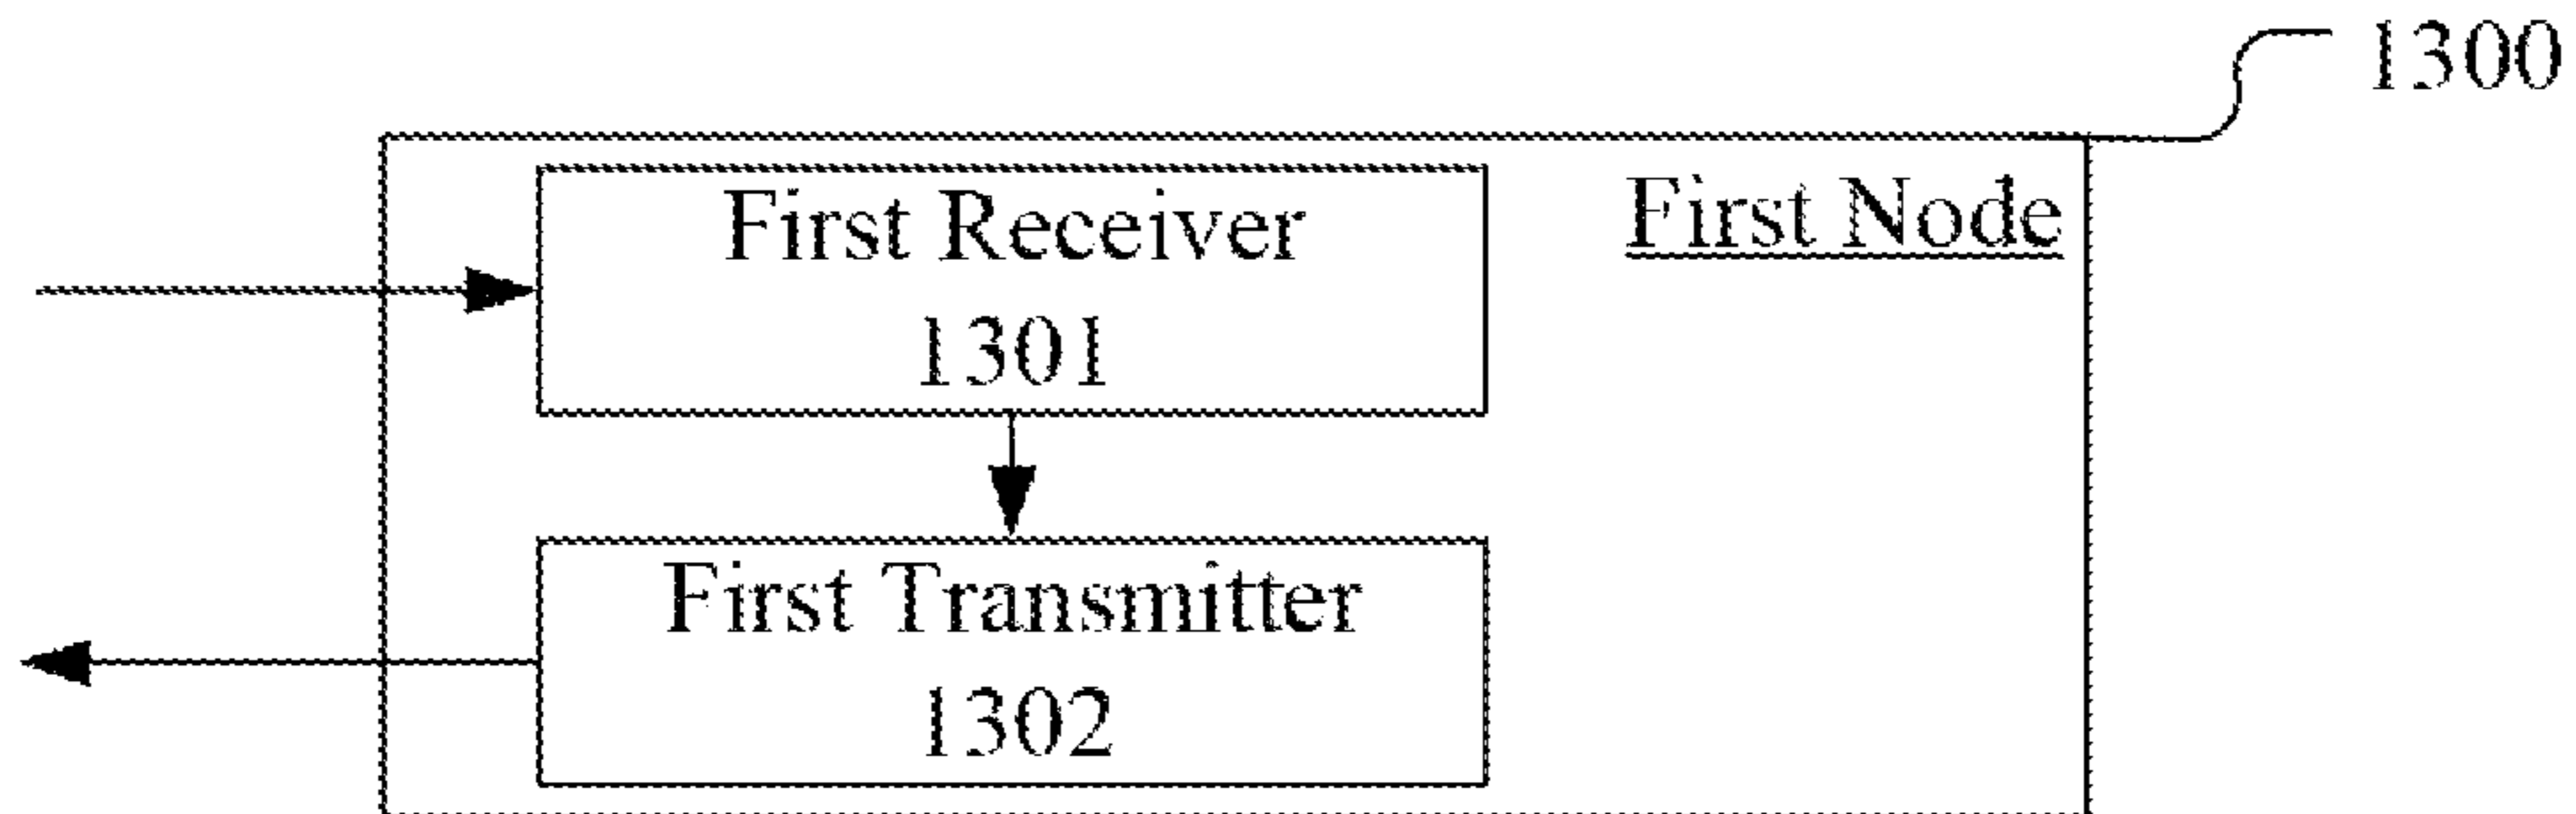 1300
First Receiver
1301
First Node
First Transmitter
1302